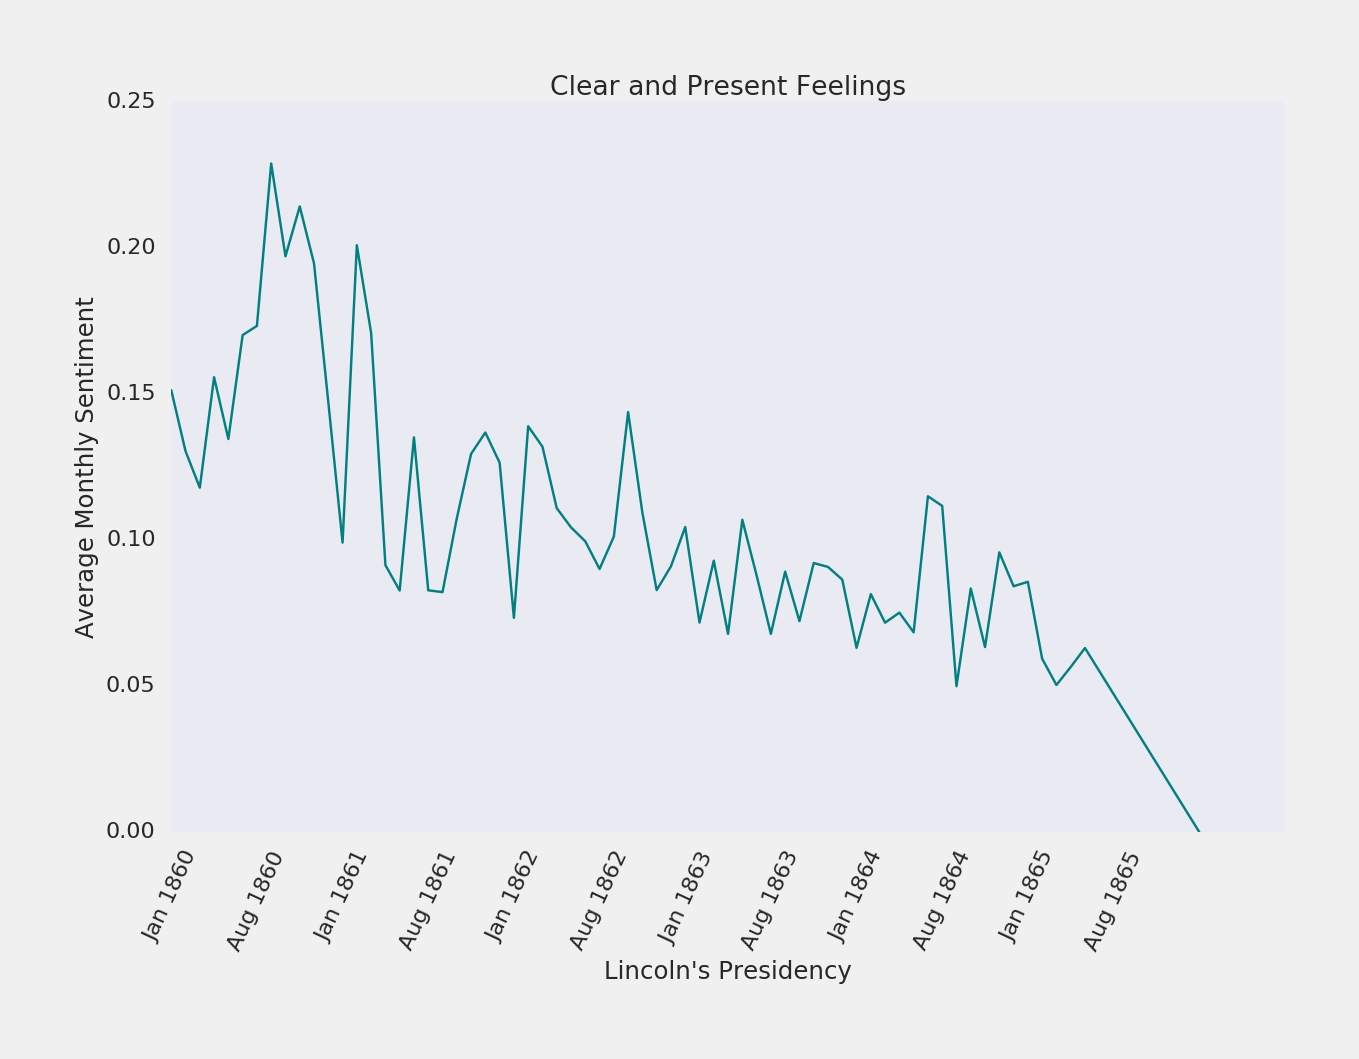 Clear and Present Feelings
0.25
0.20
0.15
0.10
0.05
0.00
Average Monthly Sentiment
Jan 1860
Aug 1860
Jan 1861
Aug 1861
Jan 1862
Aug 1862
Jan 1863
Aug 1863
Jan 1864
Aug 1864
Jan 1865
Aug 1865
Lincoln's Presidency